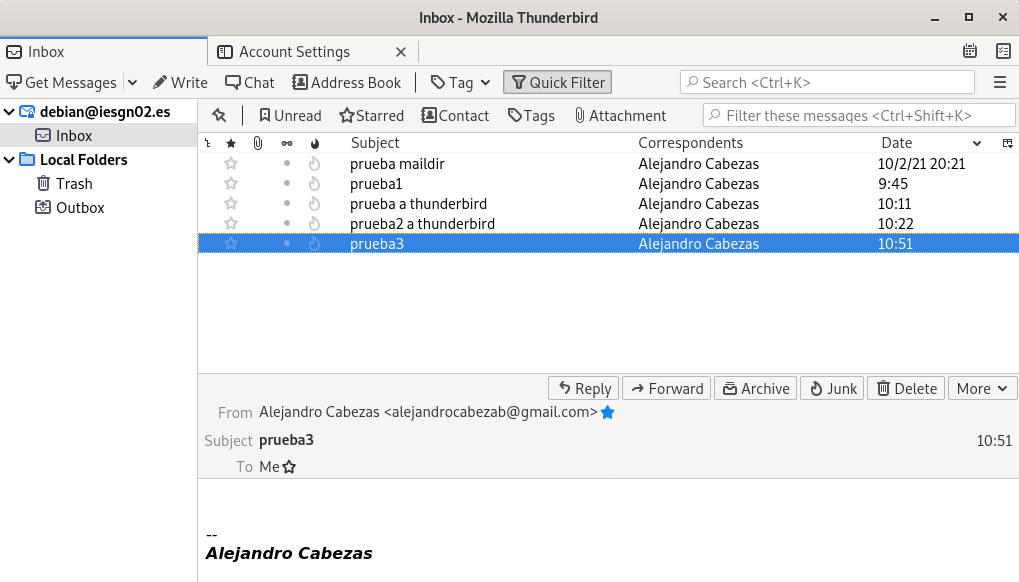 Inbox - Mozilla Thunderbird
Inbox Account Settings
Get Messages Write Chat Address Book Tag Quick Filter Search <Ctrl+K>
debian@iesgn02.es
Inbox
Local Folders
Trash
Outbox
Unread Starred Contact Tags Attachment Filter these messages <Ctrl+Shift+K>
Subject Correspondents Date
prueba maildir Alejandro Cabezas 10/2/21 20:21
prueba1 Alejandro Cabezas 9:45
prueba a thunderbird Alejandro Cabezas 10:11
prueba2 a thunderbird Alejandro Cabezas 10:22
prueba3 Alejandro Cabezas 10:51
Reply Forward Archive Junk Delete More
From Alejandro Cabezas <alejandrocabezab@gmail.com>
Subject prueba3 10:51
To Me
--
Alejandro Cabezas